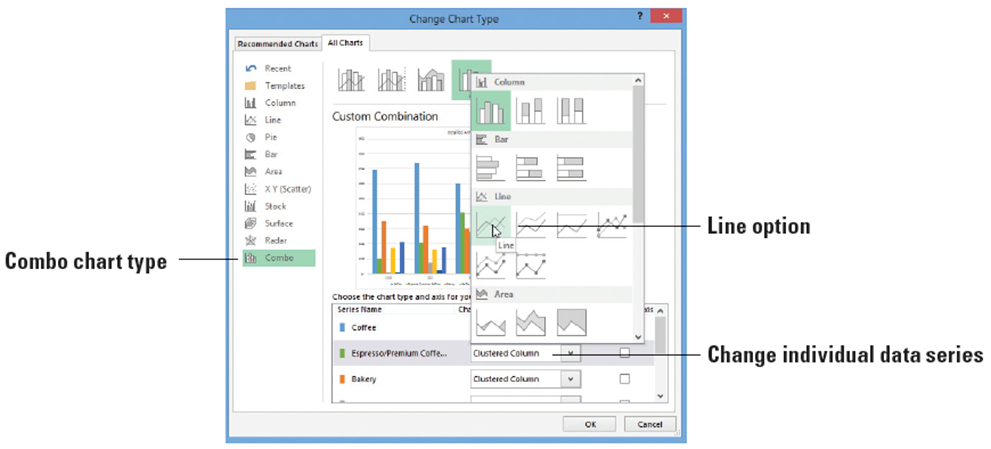 Change Chart Type
?
Recommended Charts
All Charts
Recent
Templates
Column
Line
Pie
Bar
Area
X Y (Scatter)
Stock
Surface
Radar
Combo
Custom Combination
Column
Bar
Line
Line
Area
Choose the chart type and axis for you
Series Name
Cha
Coffee
Espresso/Premium Coffe...
Clustered Column
Bakery
Clustered Column
OK
Cancel
Combo chart type
Line option
Change individual data series